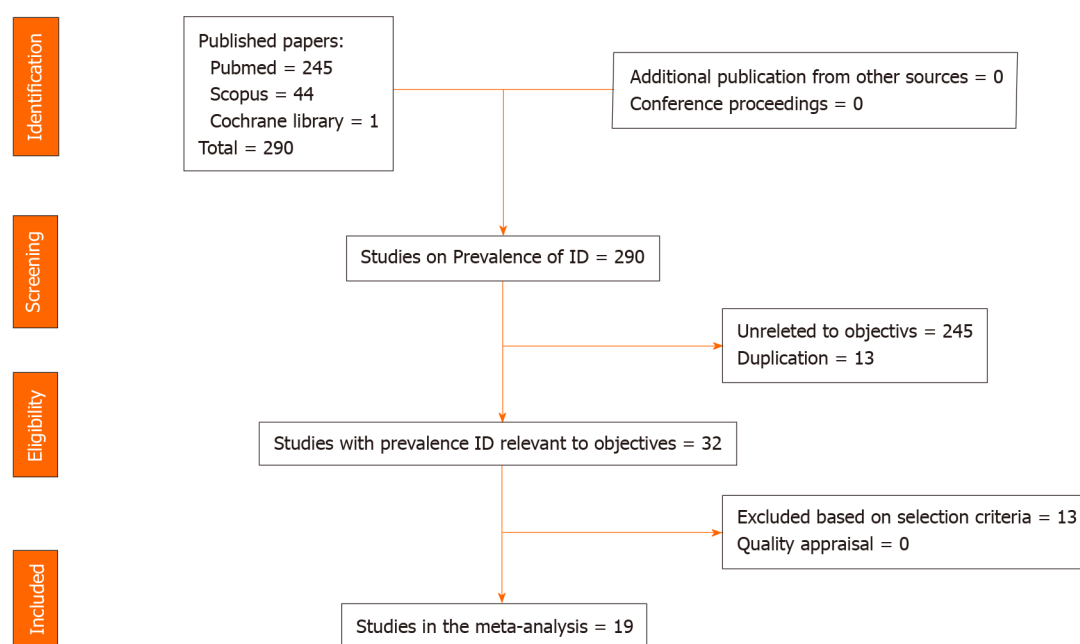 Identification
Published papers:
Pubmed = 245
Scopus = 44
Cochrane library = 1
Total = 290
Additional publication from other sources = 0
Conference proceedings = 0
Screening
Studies on Prevalence of ID = 290
Unreleted to objectivs = 245
Duplication = 13
Eligibility
Studies with prevalence ID relevant to objectives = 32
Excluded based on selection criteria = 13
Quality appraisal = 0
Included
Studies in the meta-analysis = 19